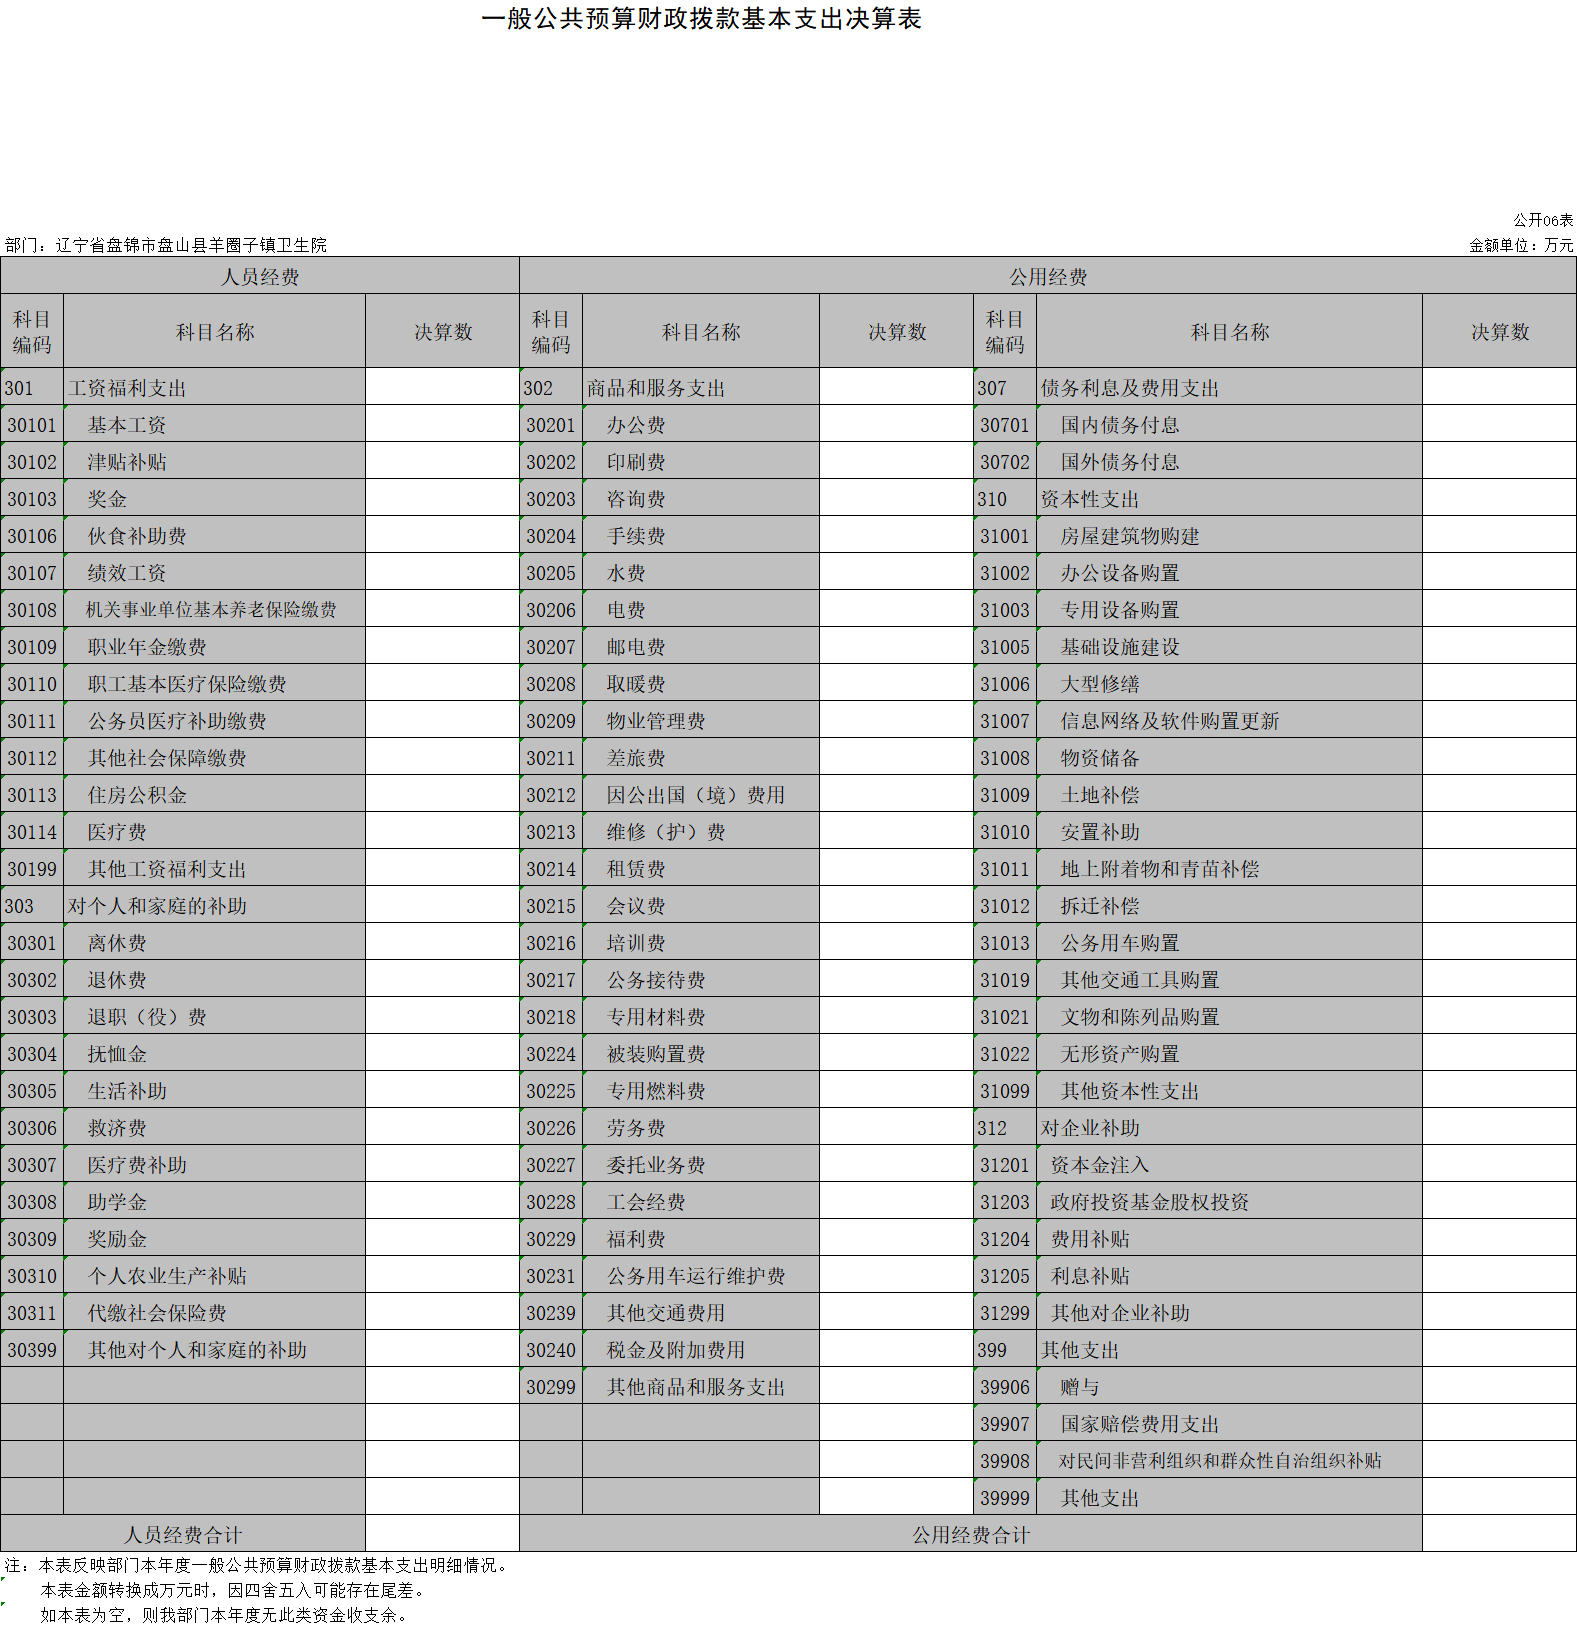 一般公共预算财政拨款基本支出决算表
公开06表
部门：辽宁省盘锦市盘山县羊圈子镇卫生院 金额单位：万元
人员经费 公用经费
科目编码 科目名称 决算数 科目编码 科目名称 决算数 科目编码 科目名称 决算数
301 工资福利支出 302 商品和服务支出 307 债务利息及费用支出
30101 基本工资 30201 办公费 30701 国内债务付息
30102 津贴补贴 30202 印刷费 30702 国外债务付息
30103 奖金 30203 咨询费 310 资本性支出
30106 伙食补助费 30204 手续费 31001 房屋建筑物购建
30107 绩效工资 30205 水费 31002 办公设备购置
30108 机关事业单位基本养老保险缴费 30206 电费 31003 专用设备购置
30109 职业年金缴费 30207 邮电费 31005 基础设施建设
30110 职工基本医疗保险缴费 30208 取暖费 31006 大型修缮
30111 公务员医疗补助缴费 30209 物业管理费 31007 信息网络及软件购置更新
30112 其他社会保障缴费 30211 差旅费 31008 物资储备
30113 住房公积金 30212 因公出国（境）费用 31009 土地补偿
30114 医疗费 30213 维修（护）费 31010 安置补助
30199 其他工资福利支出 30214 租赁费 31011 地上附着物和青苗补偿
303 对个人和家庭的补助 30215 会议费 31012 拆迁补偿
30301 离休费 30216 培训费 31013 公务用车购置
30302 退休费 30217 公务接待费 31019 其他交通工具购置
30303 退职（役）费 30218 专用材料费 31021 文物和陈列品购置
30304 抚恤金 30224 被装购置费 31022 无形资产购置
30305 生活补助 30225 专用燃料费 31099 其他资本性支出
30306 救济费 30226 劳务费 312 对企业补助
30307 医疗费补助 30227 委托业务费 31201 资本金注入
30308 助学金 30228 工会经费 31203 政府投资基金股权投资
30309 奖励金 30229 福利费 31204 费用补贴
30310 个人农业生产补贴 30231 公务用车运行维护费 31205 利息补贴
30311 代缴社会保险费 30239 其他交通费用 31299 其他对企业补助
30399 其他对个人和家庭的补助 30240 税金及附加费用 399 其他支出
30299 其他商品和服务支出 39906 赠与
39907 国家赔偿费用支出
39908 对民间非营利组织和群众性自治组织补贴
39999 其他支出
人员经费合计 公用经费合计
注：本表反映部门本年度一般公共预算财政拨款基本支出明细情况。
本表金额转换成万元时，因四舍五入可能存在尾差。
如本表为空，则我部门本年度无此类资金收支余。